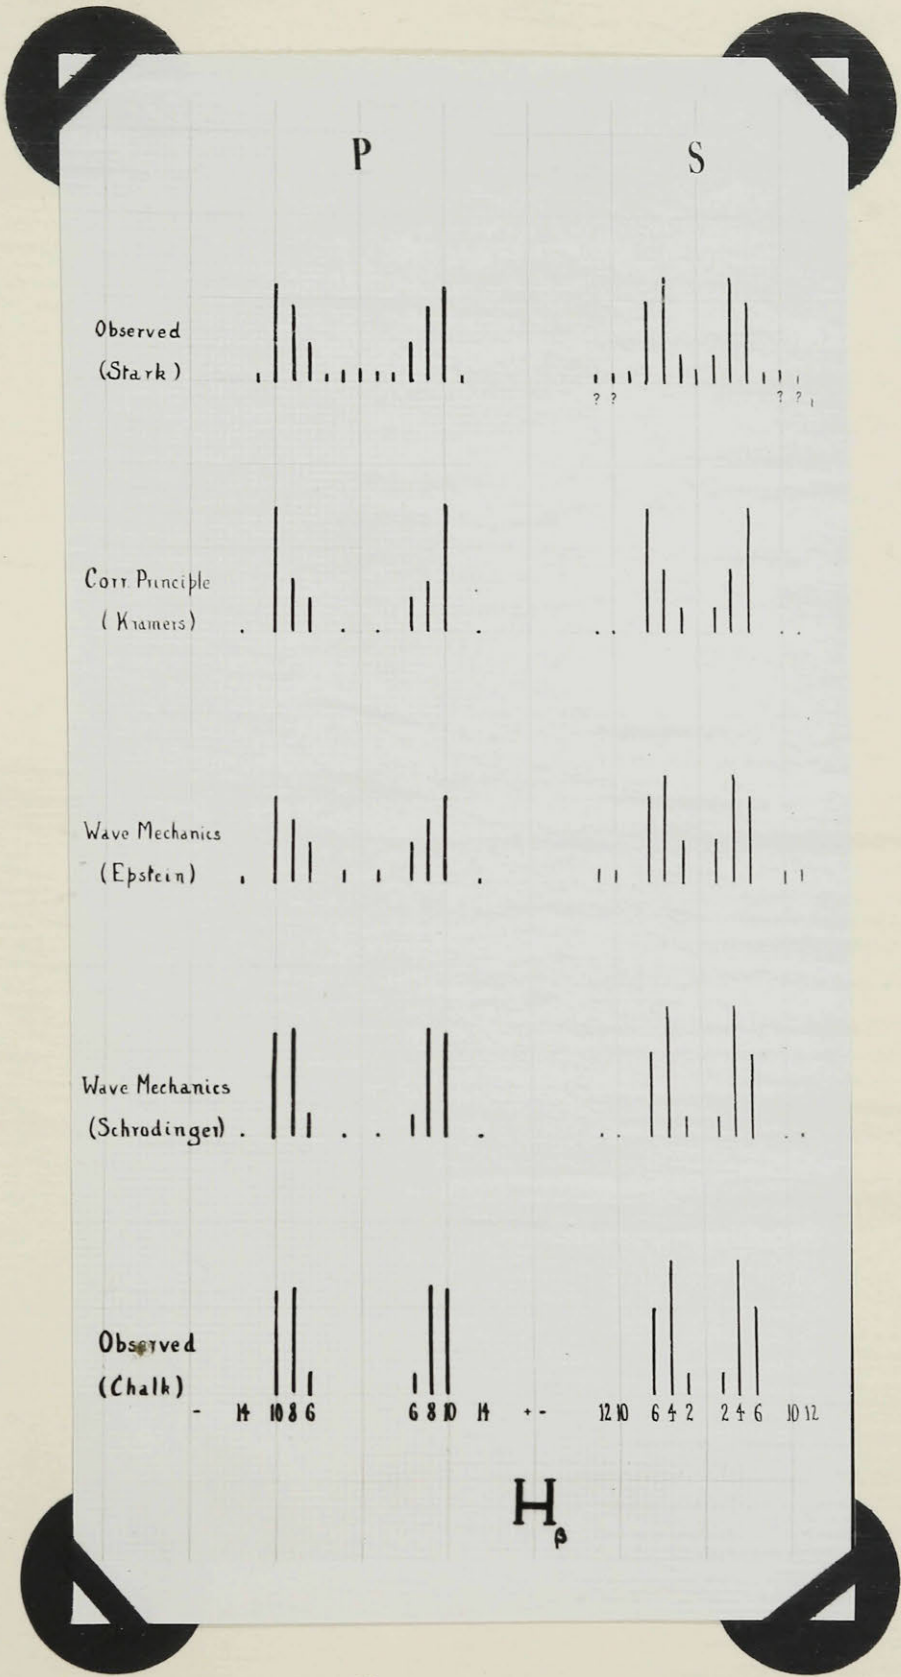 P S
Observed
(Stark)
? ? ? ?
Corr. Principle
(Kramers)
Wave Mechanics
(Epstein)
Wave Mechanics
(Schrodinger)
Observed
(Chalk)
- 14 10 8 6 6 8 10 14 + - 12 10 6 4 2 2 4 6 10 12
Hβ